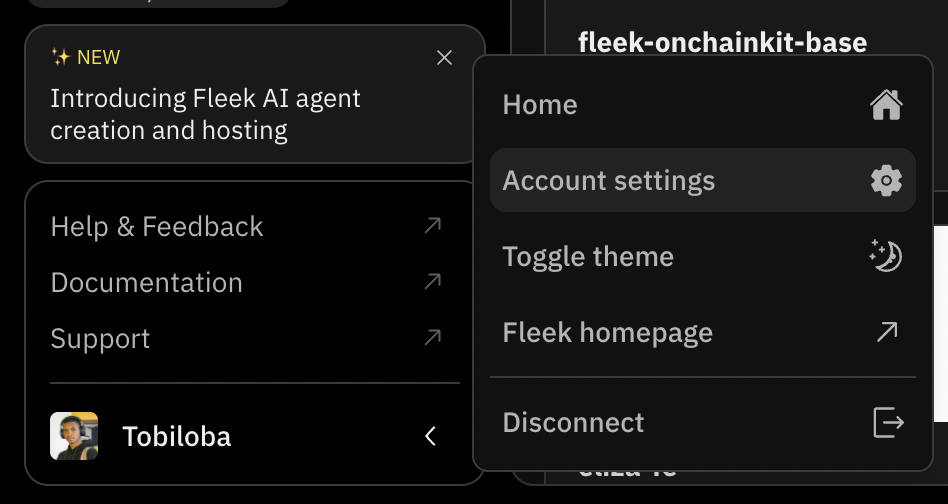 ✨ NEW
Introducing Fleek AI agent
creation and hosting
Help & Feedback
Documentation
Support
Tobiloba
fleek-onchainkit-base
Home
Account settings
Toggle theme
Fleek homepage
Disconnect